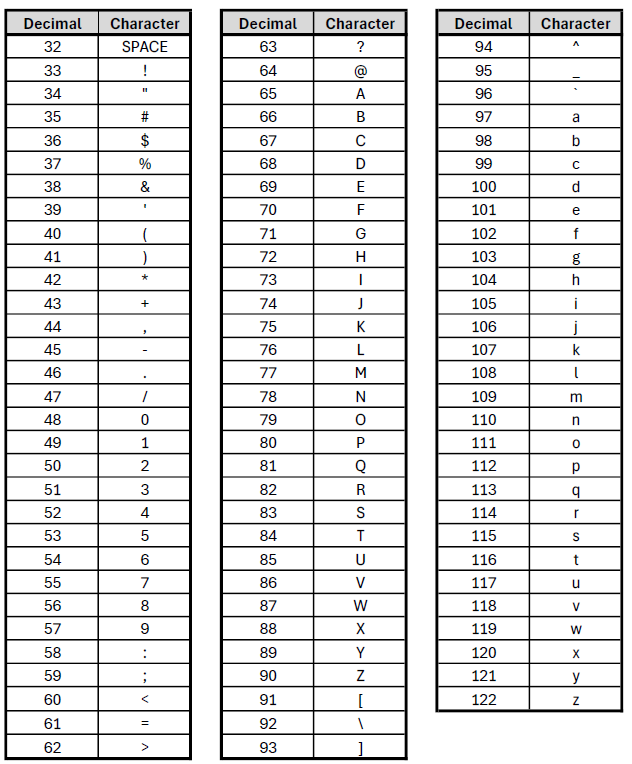 Decimal Character
32 SPACE
33 !
34 "
35 #
36 $
37 %
38 &
39 '
40 (
41 )
42 *
43 +
44 ,
45 -
46 .
47 /
48 0
49 1
50 2
51 3
52 4
53 5
54 6
55 7
56 8
57 9
58 :
59 ;
60 <
61 =
62 >
Decimal Character
63 ?
64 @
65 A
66 B
67 C
68 D
69 E
70 F
71 G
72 H
73 I
74 J
75 K
76 L
77 M
78 N
79 O
80 P
81 Q
82 R
83 S
84 T
85 U
86 V
87 W
88 X
89 Y
90 Z
91 [
92 \
93 ]
Decimal Character
94 ^
95 _
96 `
97 a
98 b
99 c
100 d
101 e
102 f
103 g
104 h
105 i
106 j
107 k
108 l
109 m
110 n
111 o
112 p
113 q
114 r
115 s
116 t
117 u
118 v
119 w
120 x
121 y
122 z